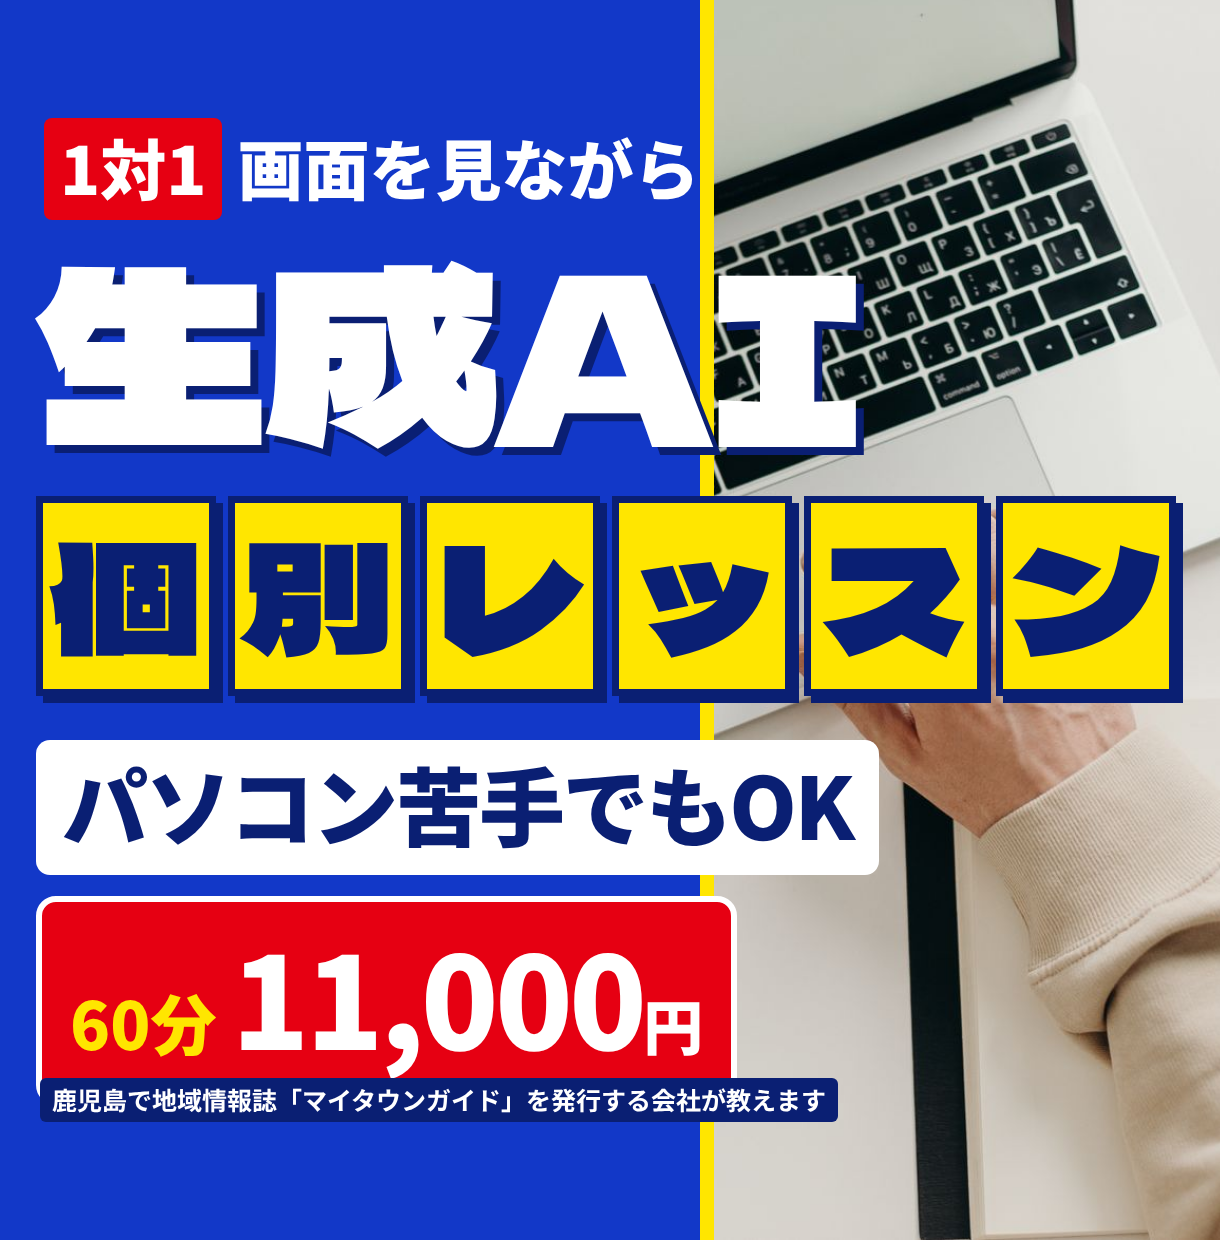 1対1 画面を見ながら
生成AI
個別レッスン
パソコン苦手でもOK
60分 11,000円
鹿児島で地域情報誌「マイタウンガイド」を発行する会社が教えます
command
option